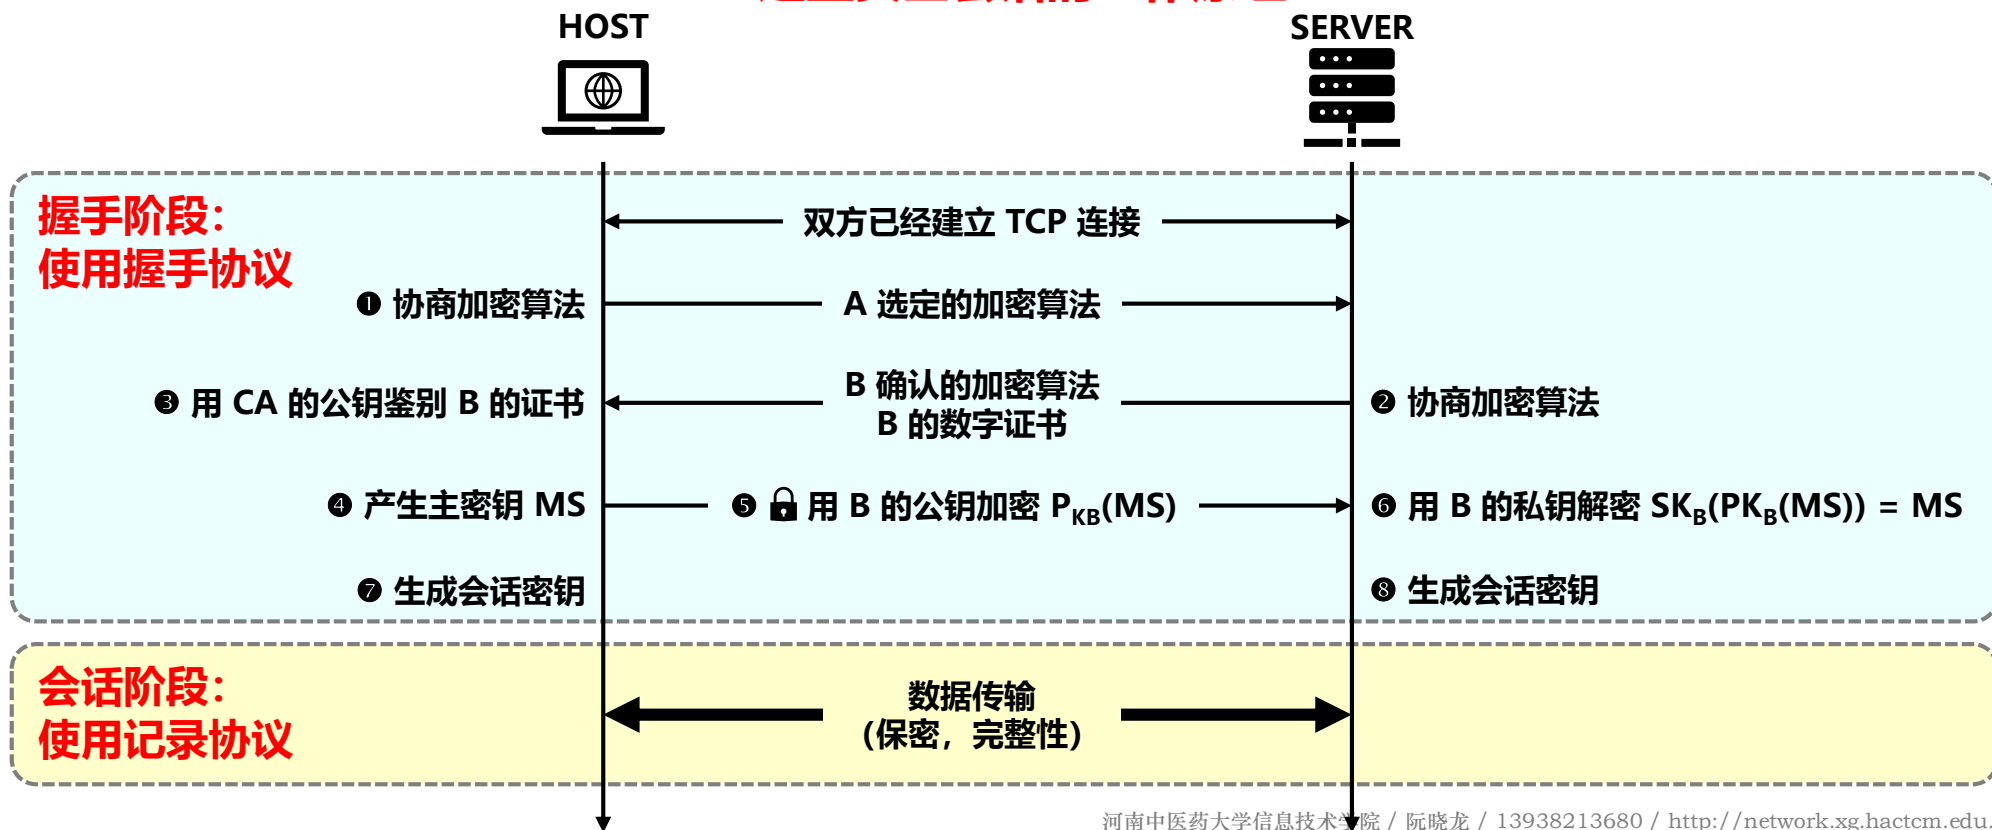 HOST
SERVER
握手阶段：
使用握手协议
双方已经建立 TCP 连接
❶ 协商加密算法
A 选定的加密算法
❸ 用 CA 的公钥鉴别 B 的证书
B 确认的加密算法
B 的数字证书
❷ 协商加密算法
❹ 产生主密钥 MS
❺ 用 B 的公钥加密 PKB(MS)
❻ 用 B 的私钥解密 SKB(PKB(MS)) = MS
❼ 生成会话密钥
❽ 生成会话密钥
会话阶段：
使用记录协议
数据传输
（保密，完整性）
河南中医药大学信息技术学院 / 阮晓龙 / 13938213680 / http://network.xg.hactcm.edu.